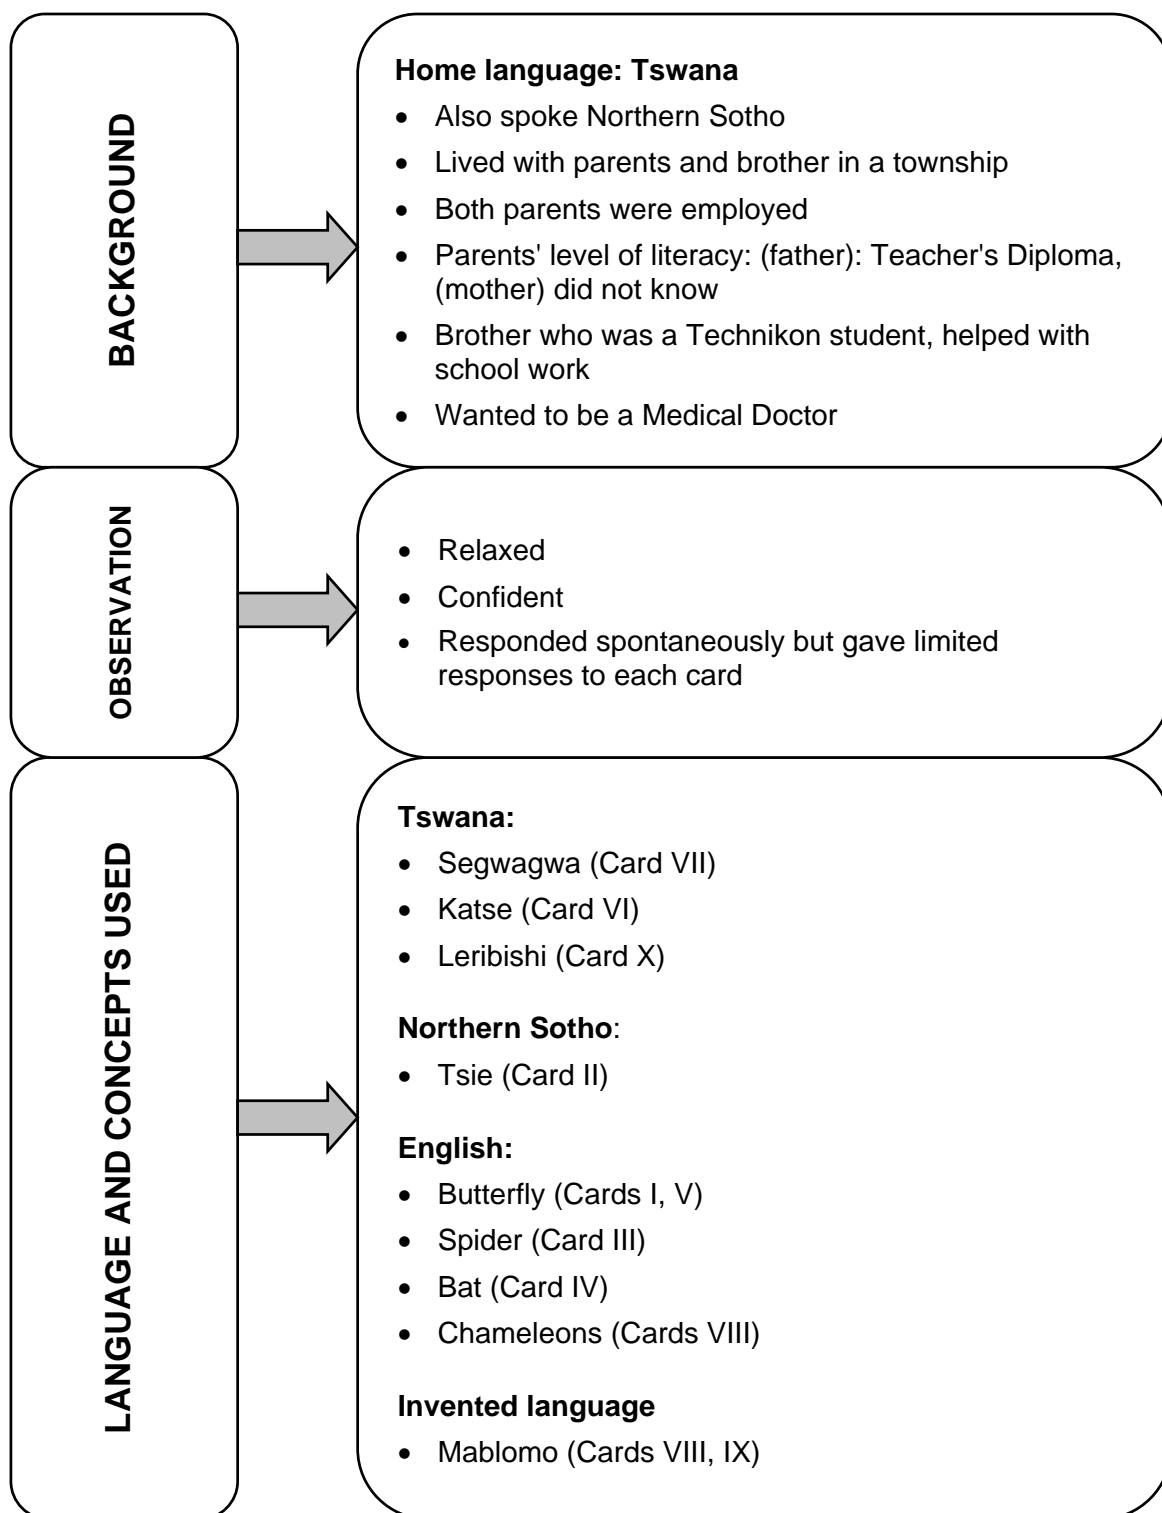 BACKGROUND
Home language: Tswana
• Also spoke Northern Sotho
• Lived with parents and brother in a township
• Both parents were employed
• Parents' level of literacy: (father): Teacher's Diploma,
(mother) did not know
• Brother who was a Technikon student, helped with
school work
• Wanted to be a Medical Doctor
OBSERVATION
• Relaxed
• Confident
• Responded spontaneously but gave limited
responses to each card
LANGUAGE AND CONCEPTS USED
Tswana:
• Segwagwa (Card VII)
• Katse (Card VI)
• Leribishi (Card X)
Northern Sotho:
• Tsie (Card II)
English:
• Butterfly (Cards I, V)
• Spider (Card III)
• Bat (Card IV)
• Chameleons (Cards VIII)
Invented language
• Mablomo (Cards VIII, IX)